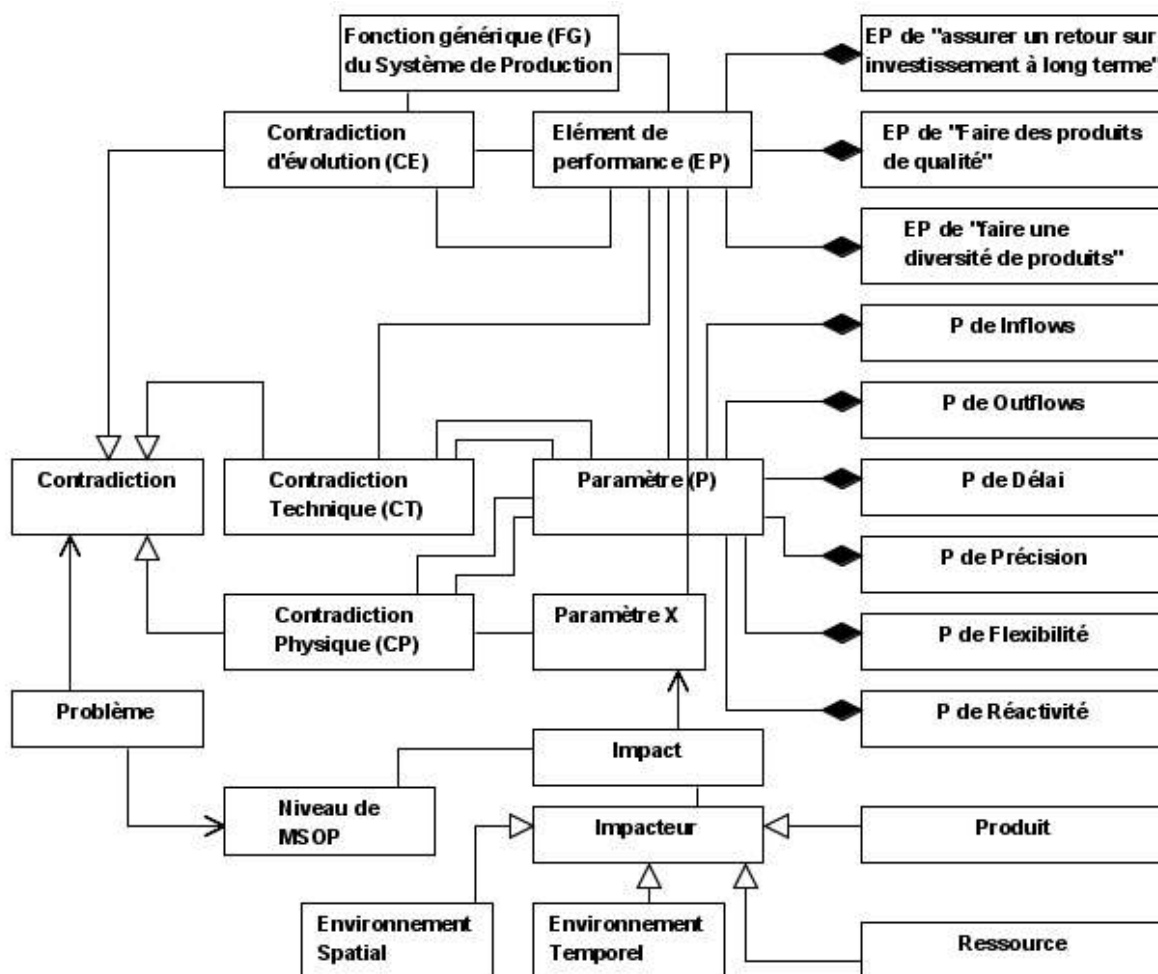 Fonction générique (FG)
du Système de Production
EP de "assurer un retour sur
investissement à long terme"
Contradiction
d'évolution (CE)
Elément de
performance (EP)
EP de "Faire des produits
de qualité"
EP de "faire une
diversité de produits"
P de Inflows
P de Outflows
Contradiction
Contradiction
Technique (CT)
Paramètre (P)
P de Délai
P de Précision
Contradiction
Physique (CP)
Paramètre X
P de Flexibilité
Problème
P de Réactivité
Impact
Niveau de
MSOP
Impacteur
Produit
Environnement
Spatial
Environnement
Temporel
Ressource